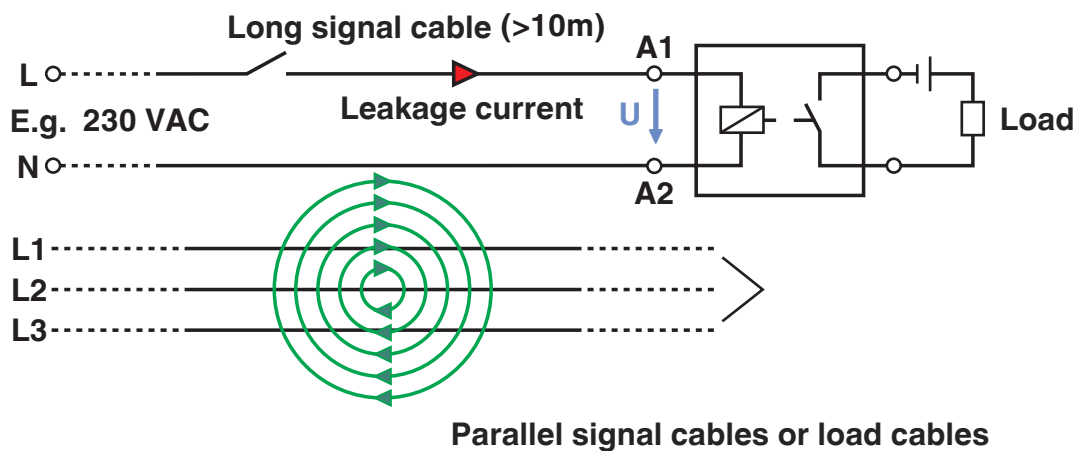 Long signal cable (>10m)
A1
L
Leakage current
U
Load
E.g. 230 VAC
N
A2
L1
L2
L3
Parallel signal cables or load cables